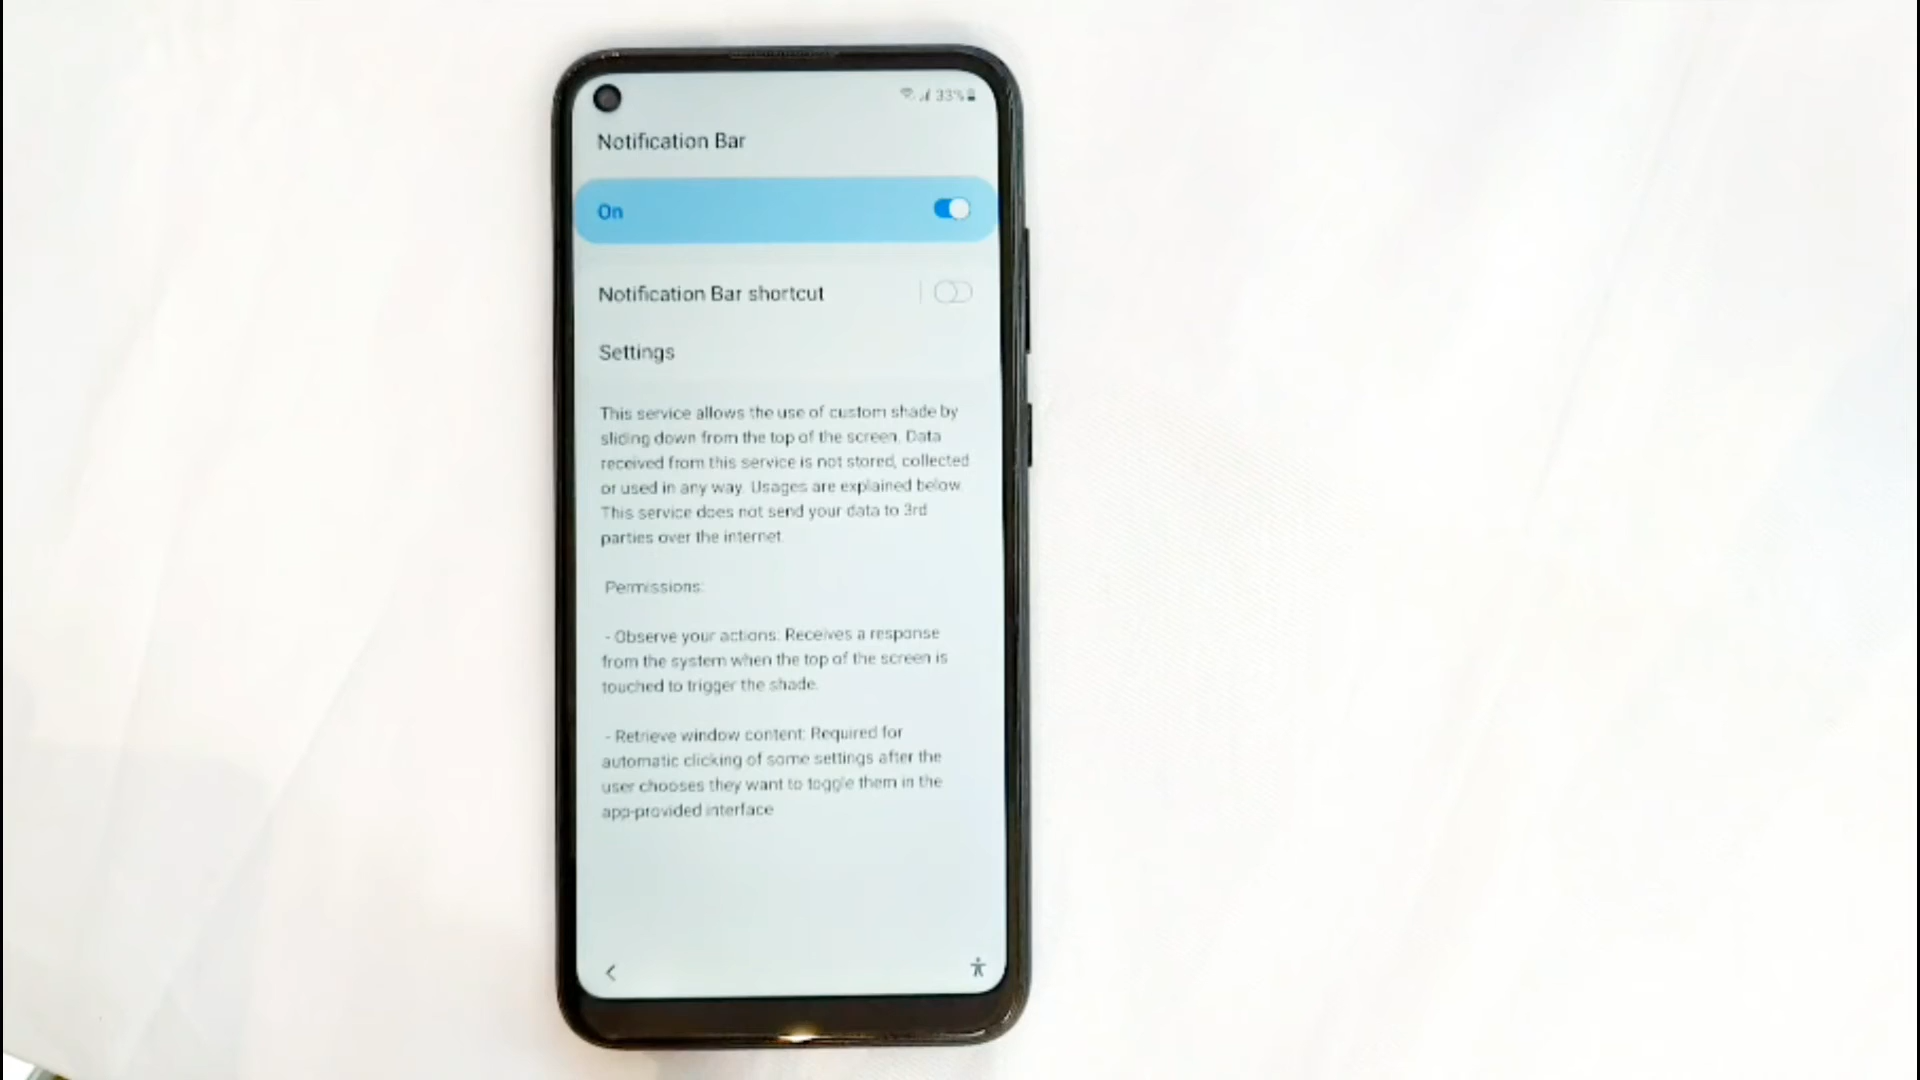 33%
Notification Bar
On
Notification Bar shortcut
Settings
This service allows the use of custom shade by
sliding down from the top of the screen. Data
received from this service is not stored, collected
or used in any way. Usages are explained below.
This service does not send your data to 3rd
parties over the internet.
Permissions:
- Observe your actions: Receives a response
from the system when the top of the screen is
touched to trigger the shade.
- Retrieve window content: Required for
automatic clicking of some settings after the
user chooses they want to toggle them in the
app-provided interface